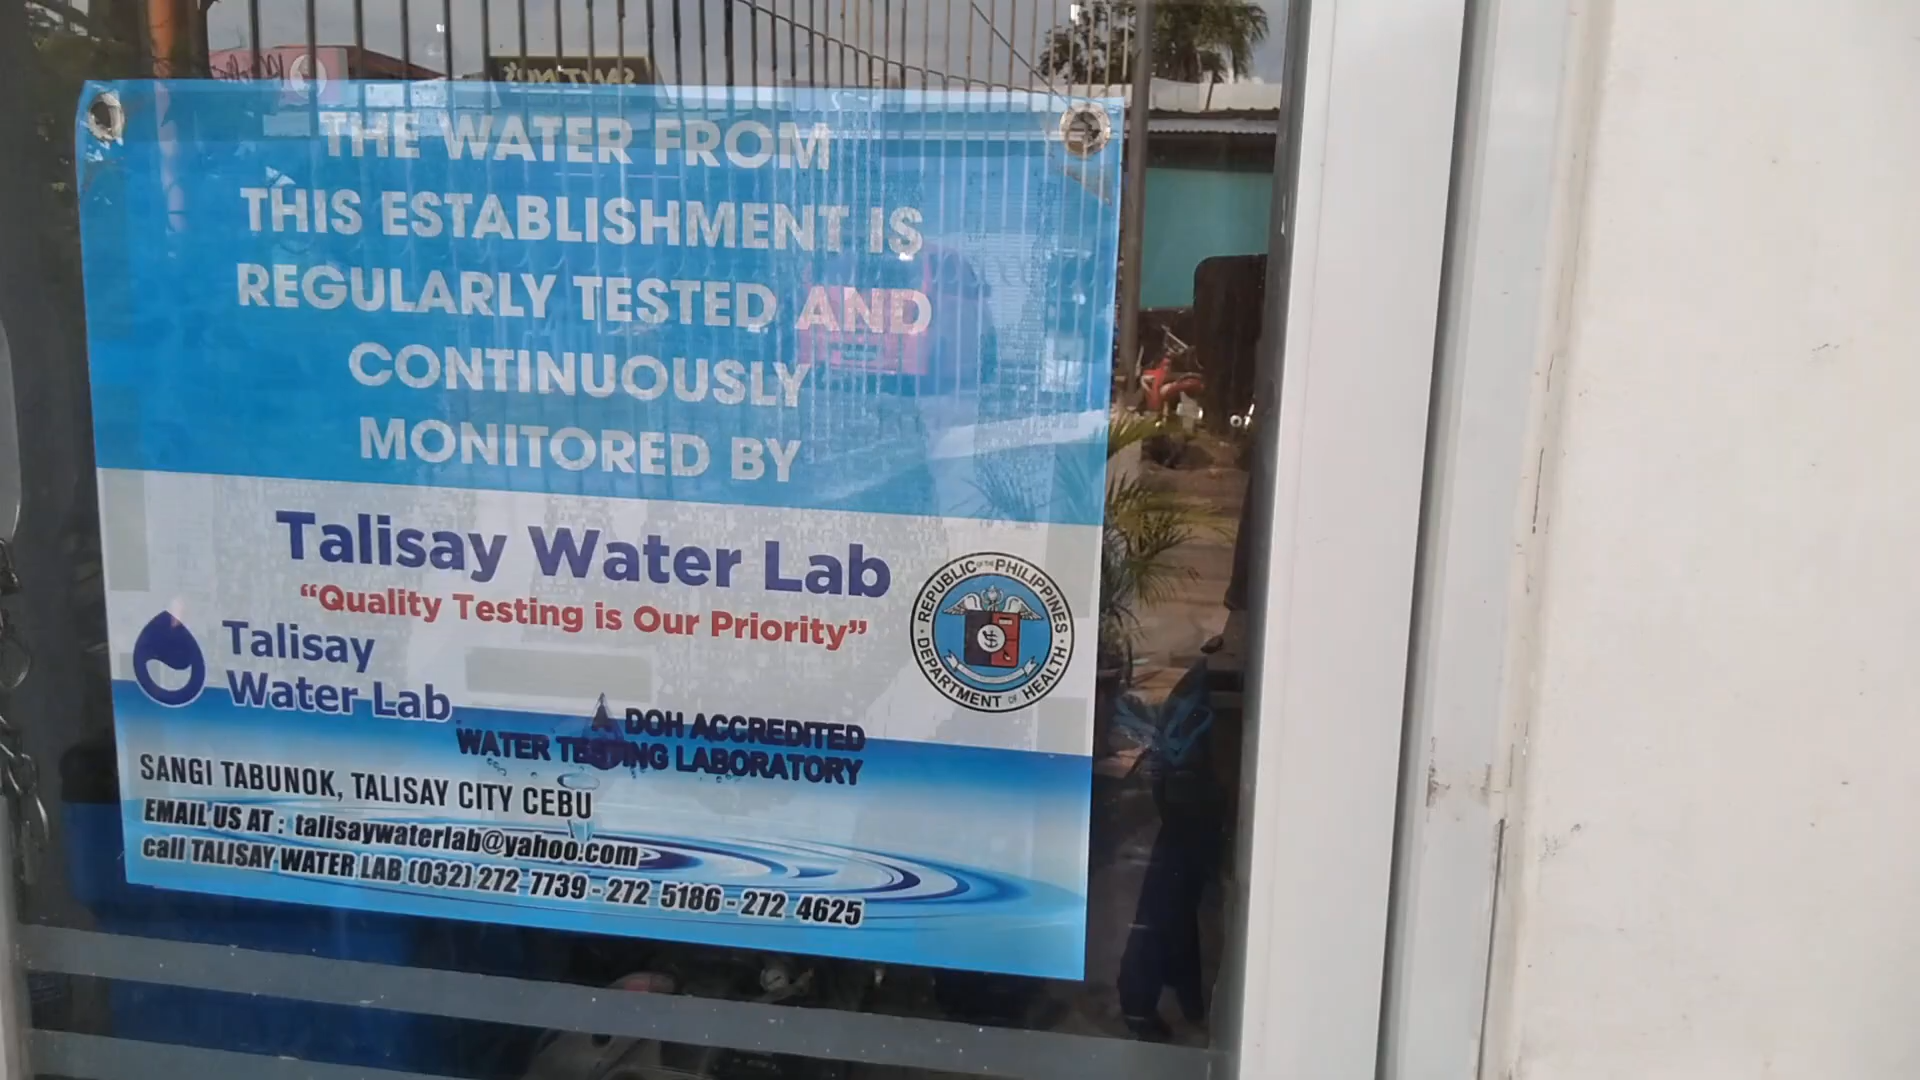 THE WATER FROM
THIS ESTABLISHMENT IS
REGULARLY TESTED AND
CONTINUOUSLY
MONITORED BY
Talisay Water Lab
“Quality Testing is Our Priority”
REPUBLIC OF THE PHILIPPINES
DEPARTMENT OF HEALTH
Talisay
Water Lab
A DOH ACCREDITED
WATER TESTING LABORATORY
SANGI TABUNOK, TALISAY CITY CEBU
EMAIL US AT : talisaywaterlab@yahoo.com
call TALISAY WATER LAB (032) 272 7739 - 272 5186 - 272 4625